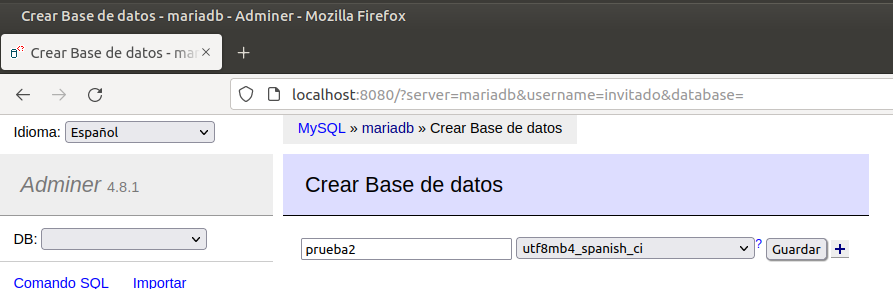 Crear Base de datos - mariadb - Adminer - Mozilla Firefox
Crear Base de datos - mar ×
+
localhost:8080/?server=mariadb&username=invitado&database=
Idioma: Español
MySQL » mariadb » Crear Base de datos
Adminer 4.8.1
Crear Base de datos
DB:
prueba2 utf8mb4_spanish_ci ? Guardar +
Comando SQL Importar